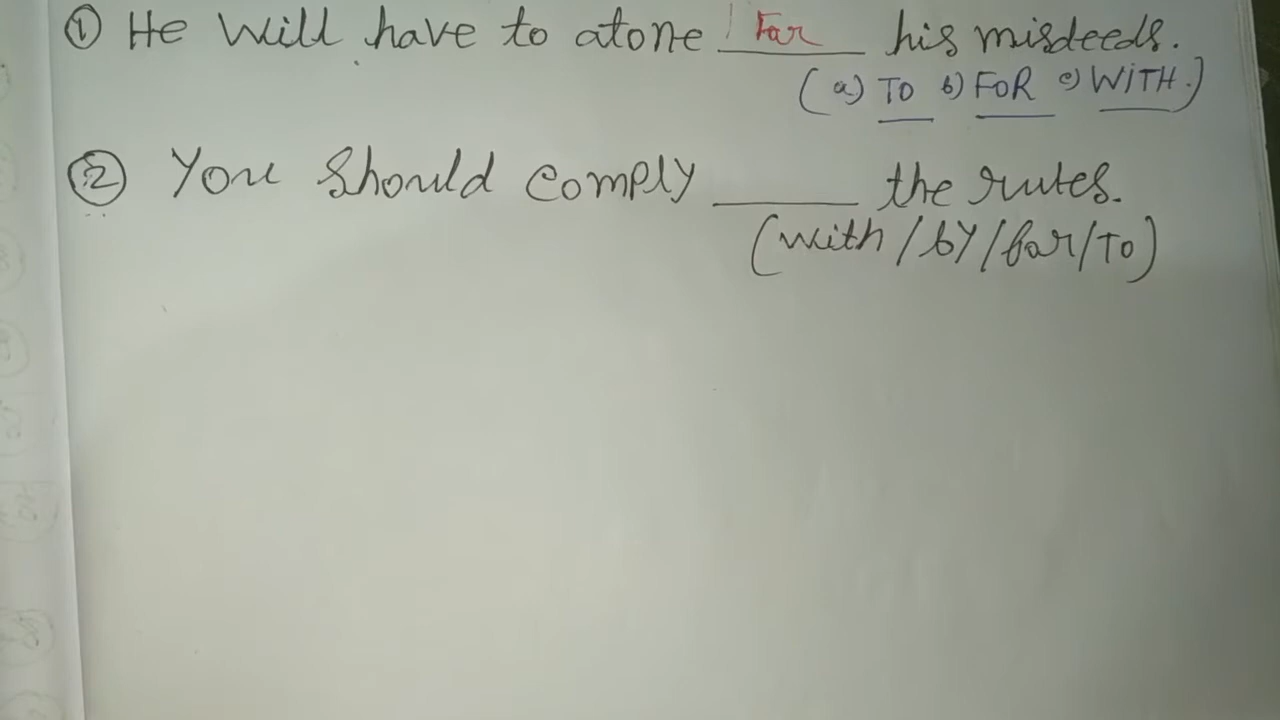 ① He will have to atone For his misdeeds.
(a) TO b) FOR c) WITH.)
② You should comply ______ the rules.
(with / by / for / To)